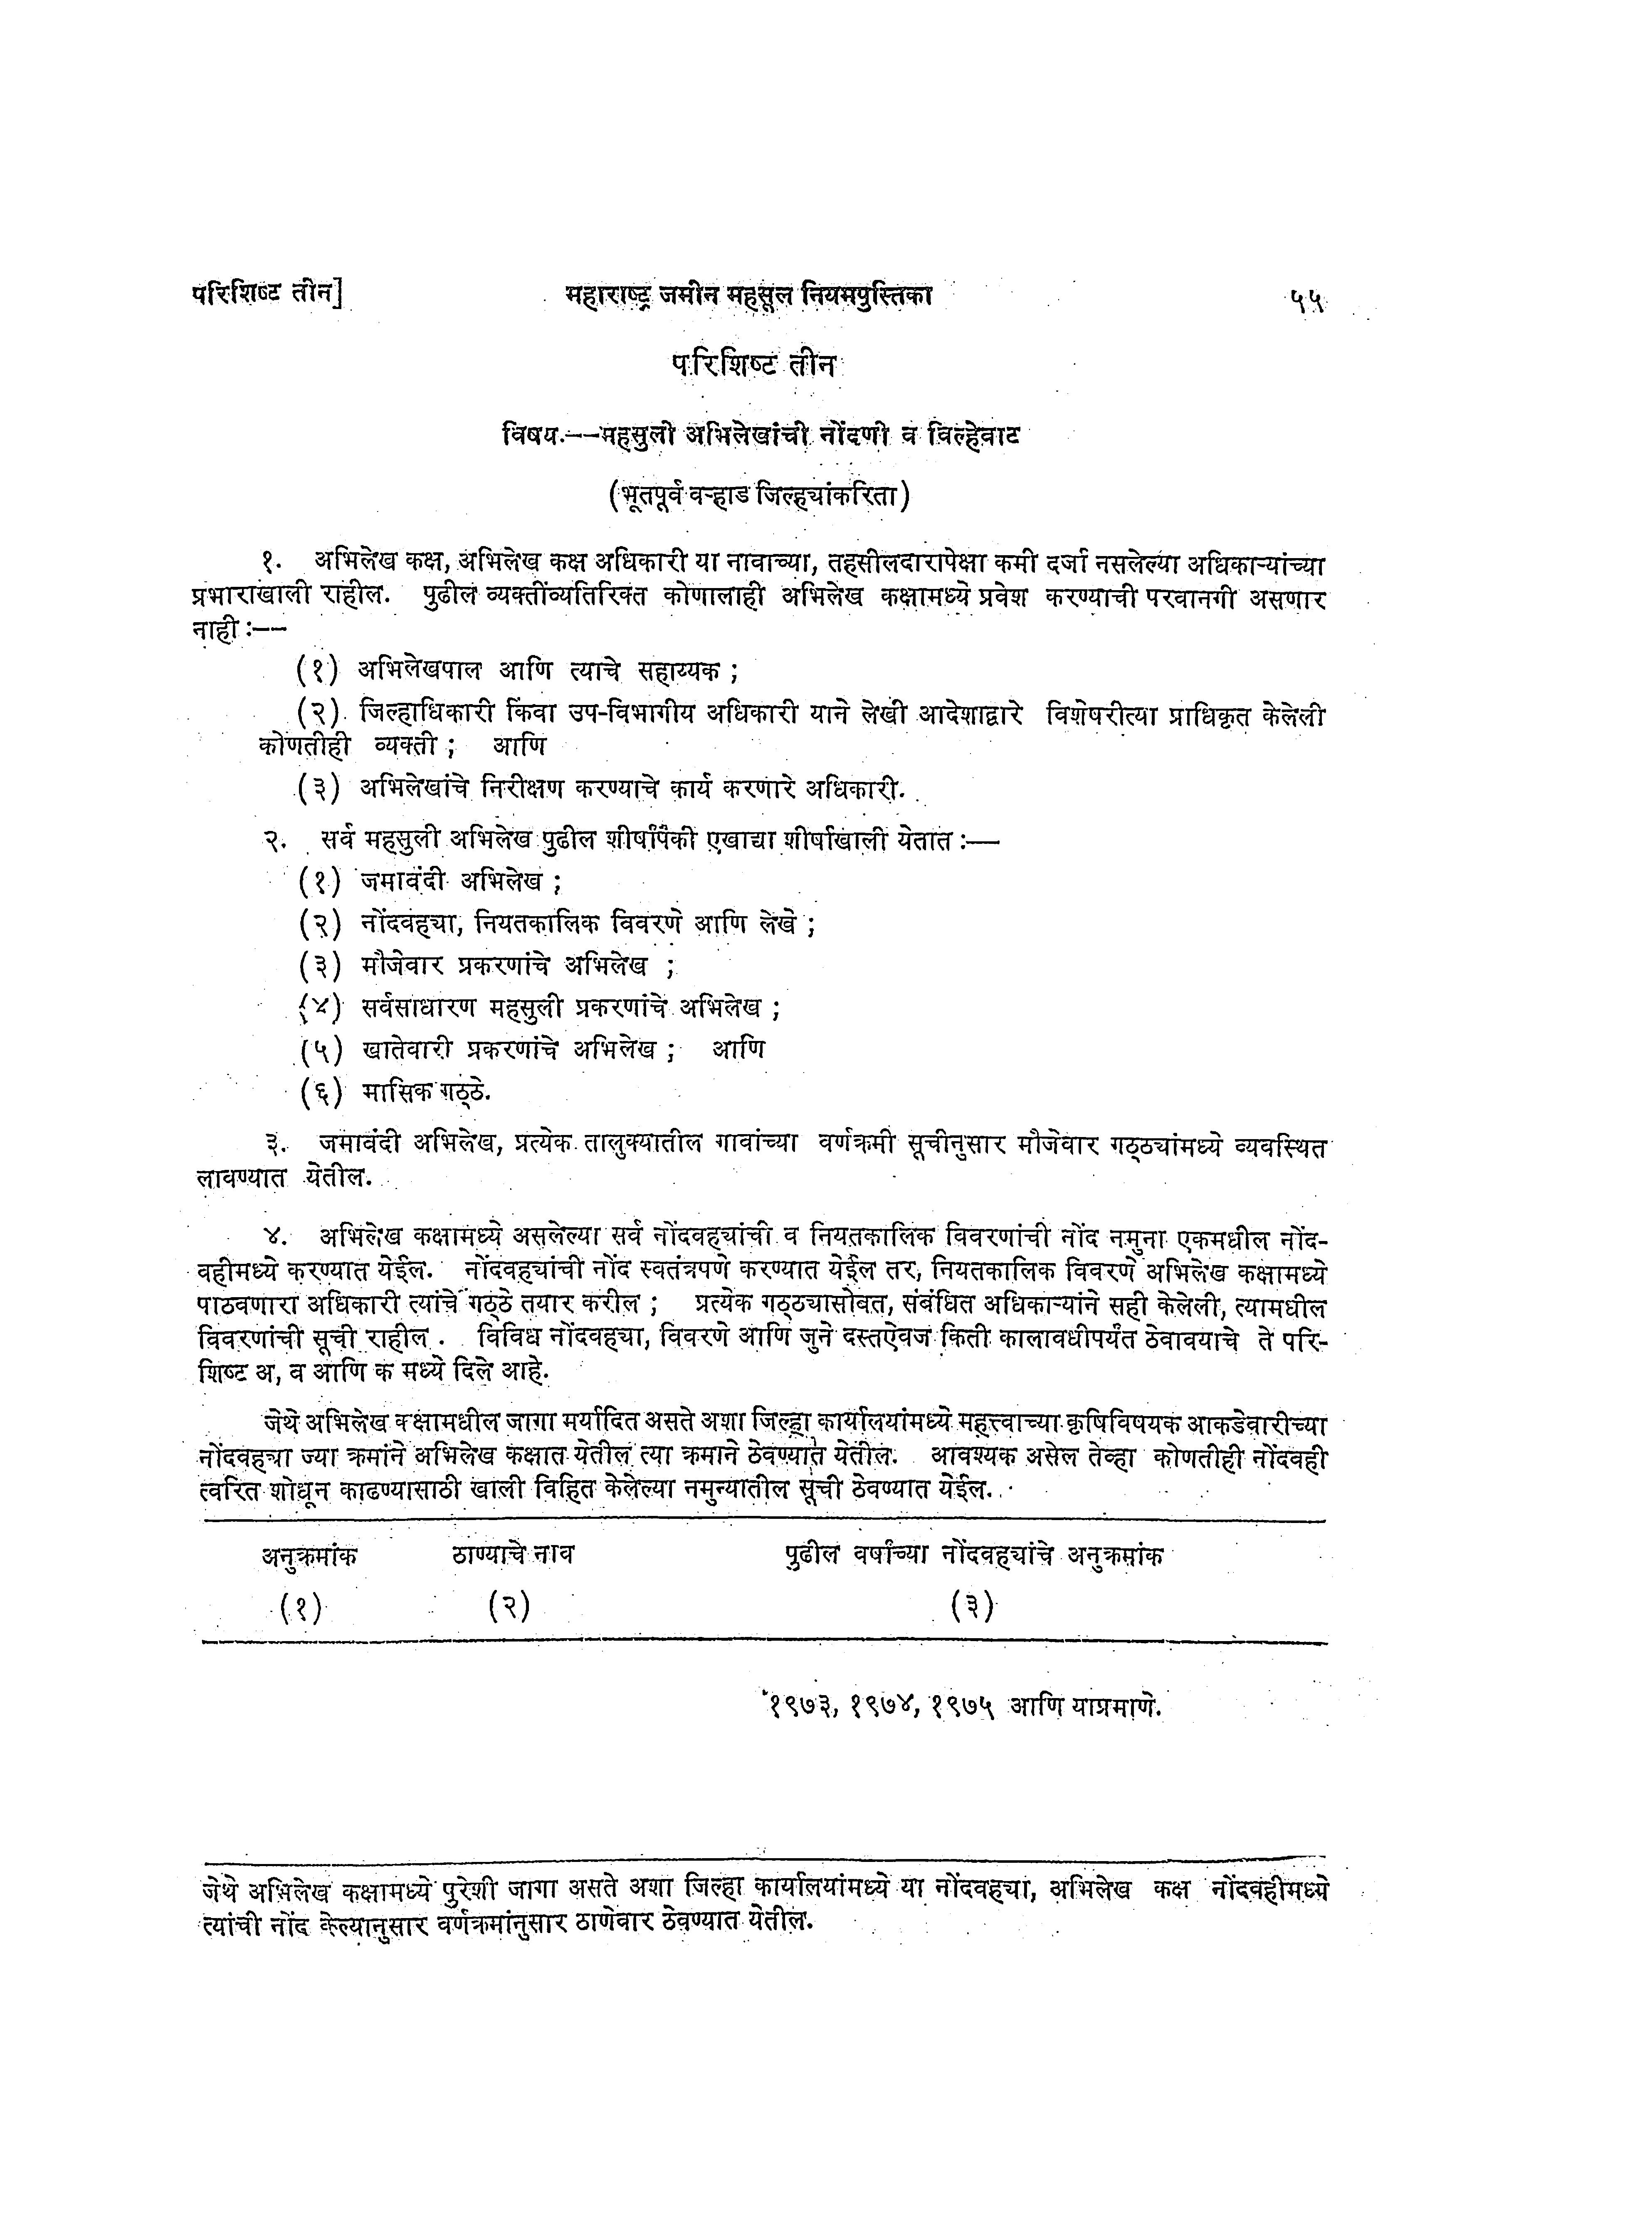 परिशिष्ट तीन]
महाराष्ट्र जमीन महसूल नियमपुस्तिका
५५
परिशिष्ट तीन
विषय.--महसुली अभिलेखांची नोंदणी व विल्हेवाट
(भूतपूर्व वऱ्हाड जिल्ह्यांकरिता)
१. अभिलेख कक्ष, अभिलेख कक्ष अधिकारी या नावाच्या, तहसीलदारापेक्षा कमी दर्जा नसलेल्या अधिकाऱ्यांच्या
प्रभाराखाली राहील. पुढील व्यक्तींव्यतिरिक्त कोणालाही अभिलेख कक्षामध्ये प्रवेश करण्याची परवानगी असणार
नाही :--
(१) अभिलेखपाल आणि त्याचे सहाय्यक ;
(२) जिल्हाधिकारी किंवा उप-विभागीय अधिकारी याने लेखी आदेशाद्वारे विशेषरीत्या प्राधिकृत केलेली
कोणतीही व्यक्ती ; आणि
(३) अभिलेखांचे निरीक्षण करण्याचे कार्य करणारे अधिकारी.
२. सर्व महसुली अभिलेख पुढील शीर्षांपैकी एखाद्या शीर्षाखाली येतात :—
(१) जमाबंदी अभिलेख ;
(२) नोंदवह्या, नियतकालिक विवरणे आणि लेखे ;
(३) मौजेवार प्रकरणांचे अभिलेख ;
(४) सर्वसाधारण महसुली प्रकरणांचे अभिलेख ;
(५) खातेवारी प्रकरणांचे अभिलेख ; आणि
(६) मासिक गठ्ठे.
३. जमाबंदी अभिलेख, प्रत्येक तालुक्यातील गावांच्या वर्णक्रमी सूचीनुसार मौजेवार गठ्ठ्यांमध्ये व्यवस्थित
लावण्यात येतील.
४. अभिलेख कक्षामध्ये असलेल्या सर्व नोंदवह्यांची व नियतकालिक विवरणांची नोंद नमुना एकमधील नोंद-
वहीमध्ये करण्यात येईल. नोंदवह्यांची नोंद स्वतंत्रपणे करण्यात येईल तर, नियतकालिक विवरणे अभिलेख कक्षामध्ये
पाठवणारा अधिकारी त्यांचे गठ्ठे तयार करील ; प्रत्येक गठ्ठ्यासोबत, संबंधित अधिकाऱ्यांने सही केलेली, त्यामधील
विवरणांची सूची राहील . विविध नोंदवह्या, विवरणे आणि जुने दस्तऐवज किती कालावधीपर्यंत ठेवावयाचे ते परि-
शिष्ट अ, ब आणि क मध्ये दिले आहे.
जेथे अभिलेख कक्षामधील जागा मर्यादित असते अशा जिल्हा कार्यालयांमध्ये महत्त्वाच्या कृषिविषयक आकडेवारीच्या
नोंदवह्या ज्या क्रमांने अभिलेख कक्षात येतील त्या क्रमाने ठेवण्यात येतील. आवश्यक असेल तेव्हा कोणतीही नोंदवही
त्वरित शोधून काढण्यासाठी खाली विहित केलेल्या नमुन्यातील सूची ठेवण्यात येईल.
अनुक्रमांक ठाण्याचे नाव पुढील वर्षांच्या नोंदवह्यांचे अनुक्रमांक
(१) (२) (३)
१९७३, १९७४, १९७५ आणि याप्रमाणे.
जेथे अभिलेख कक्षामध्ये पुरेशी जागा असते अशा जिल्हा कार्यालयांमध्ये या नोंदवह्या, अभिलेख कक्ष नोंदवहीमध्ये
त्यांची नोंद केल्यानुसार वर्णक्रमांनुसार ठाणेवार ठेवण्यात येतील.